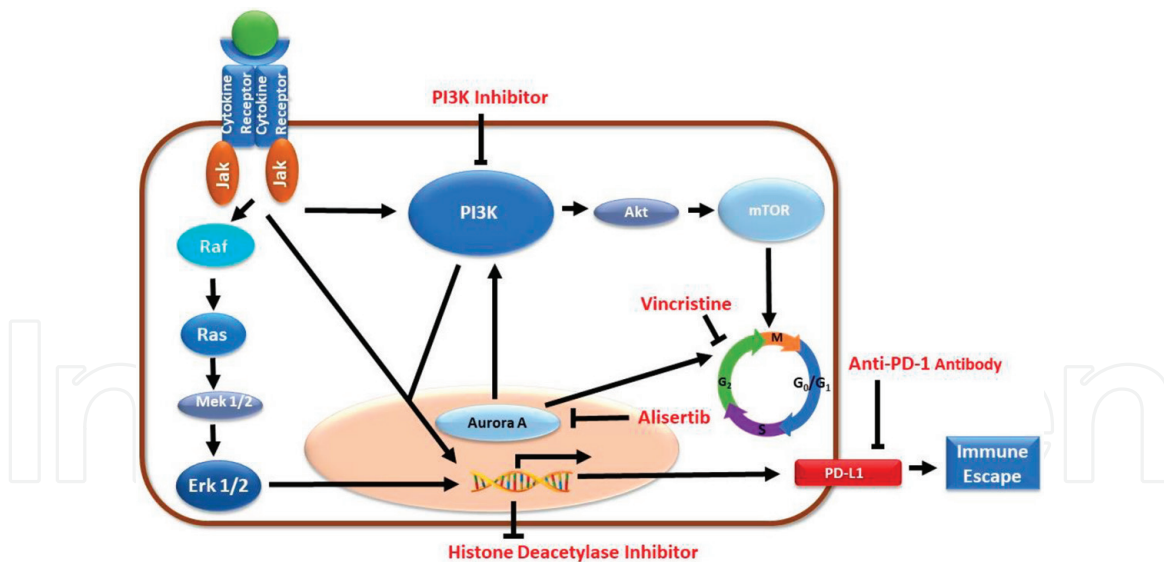 Cytokine
Receptor
Cytokine
Receptor
Jak
Jak
PI3K Inhibitor
PI3K
Akt
mTOR
Raf
Ras
Mek 1/2
Erk 1/2
Vincristine
M
G₂
G₀/G₁
S
Anti-PD-1 Antibody
Aurora A
Alisertib
PD-L1
Immune
Escape
Histone Deacetylase Inhibitor